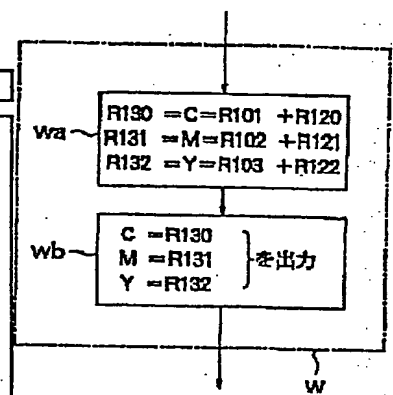 R130 =C=R101 +R120
wa R131 =M=R102 +R121
R132 =Y=R103 +R122
C =R130
wb M =R131 を出力
Y =R132
w